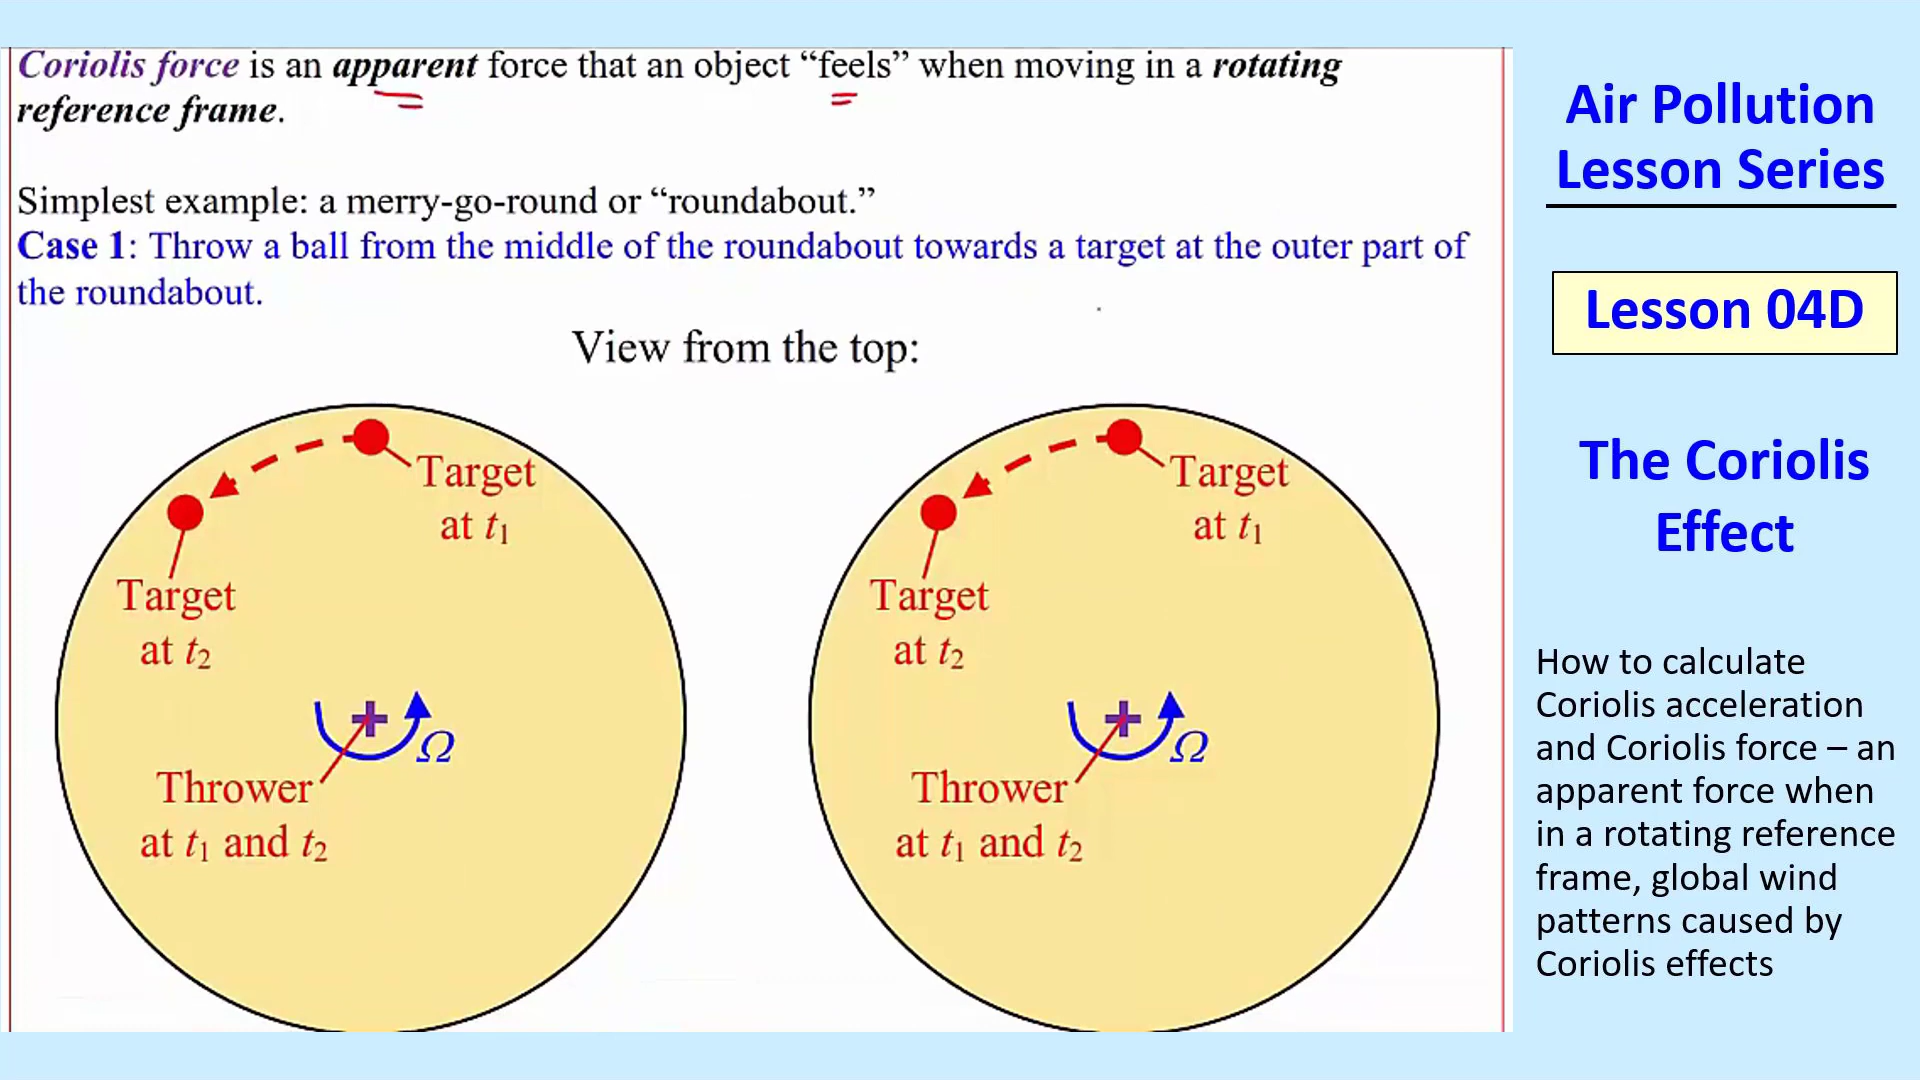 Coriolis force is an apparent force that an object “feels” when moving in a rotating
reference frame.
Simplest example: a merry-go-round or “roundabout.”
Case 1: Throw a ball from the middle of the roundabout towards a target at the outer part of
the roundabout.
View from the top:
Target
at t₁
Target
at t₂
Ω
Thrower
at t₁ and t₂
Target
at t₁
Target
at t₂
Ω
Thrower
at t₁ and t₂
Air Pollution
Lesson Series
Lesson 04D
The Coriolis
Effect
How to calculate
Coriolis acceleration
and Coriolis force – an
apparent force when
in a rotating reference
frame, global wind
patterns caused by
Coriolis effects